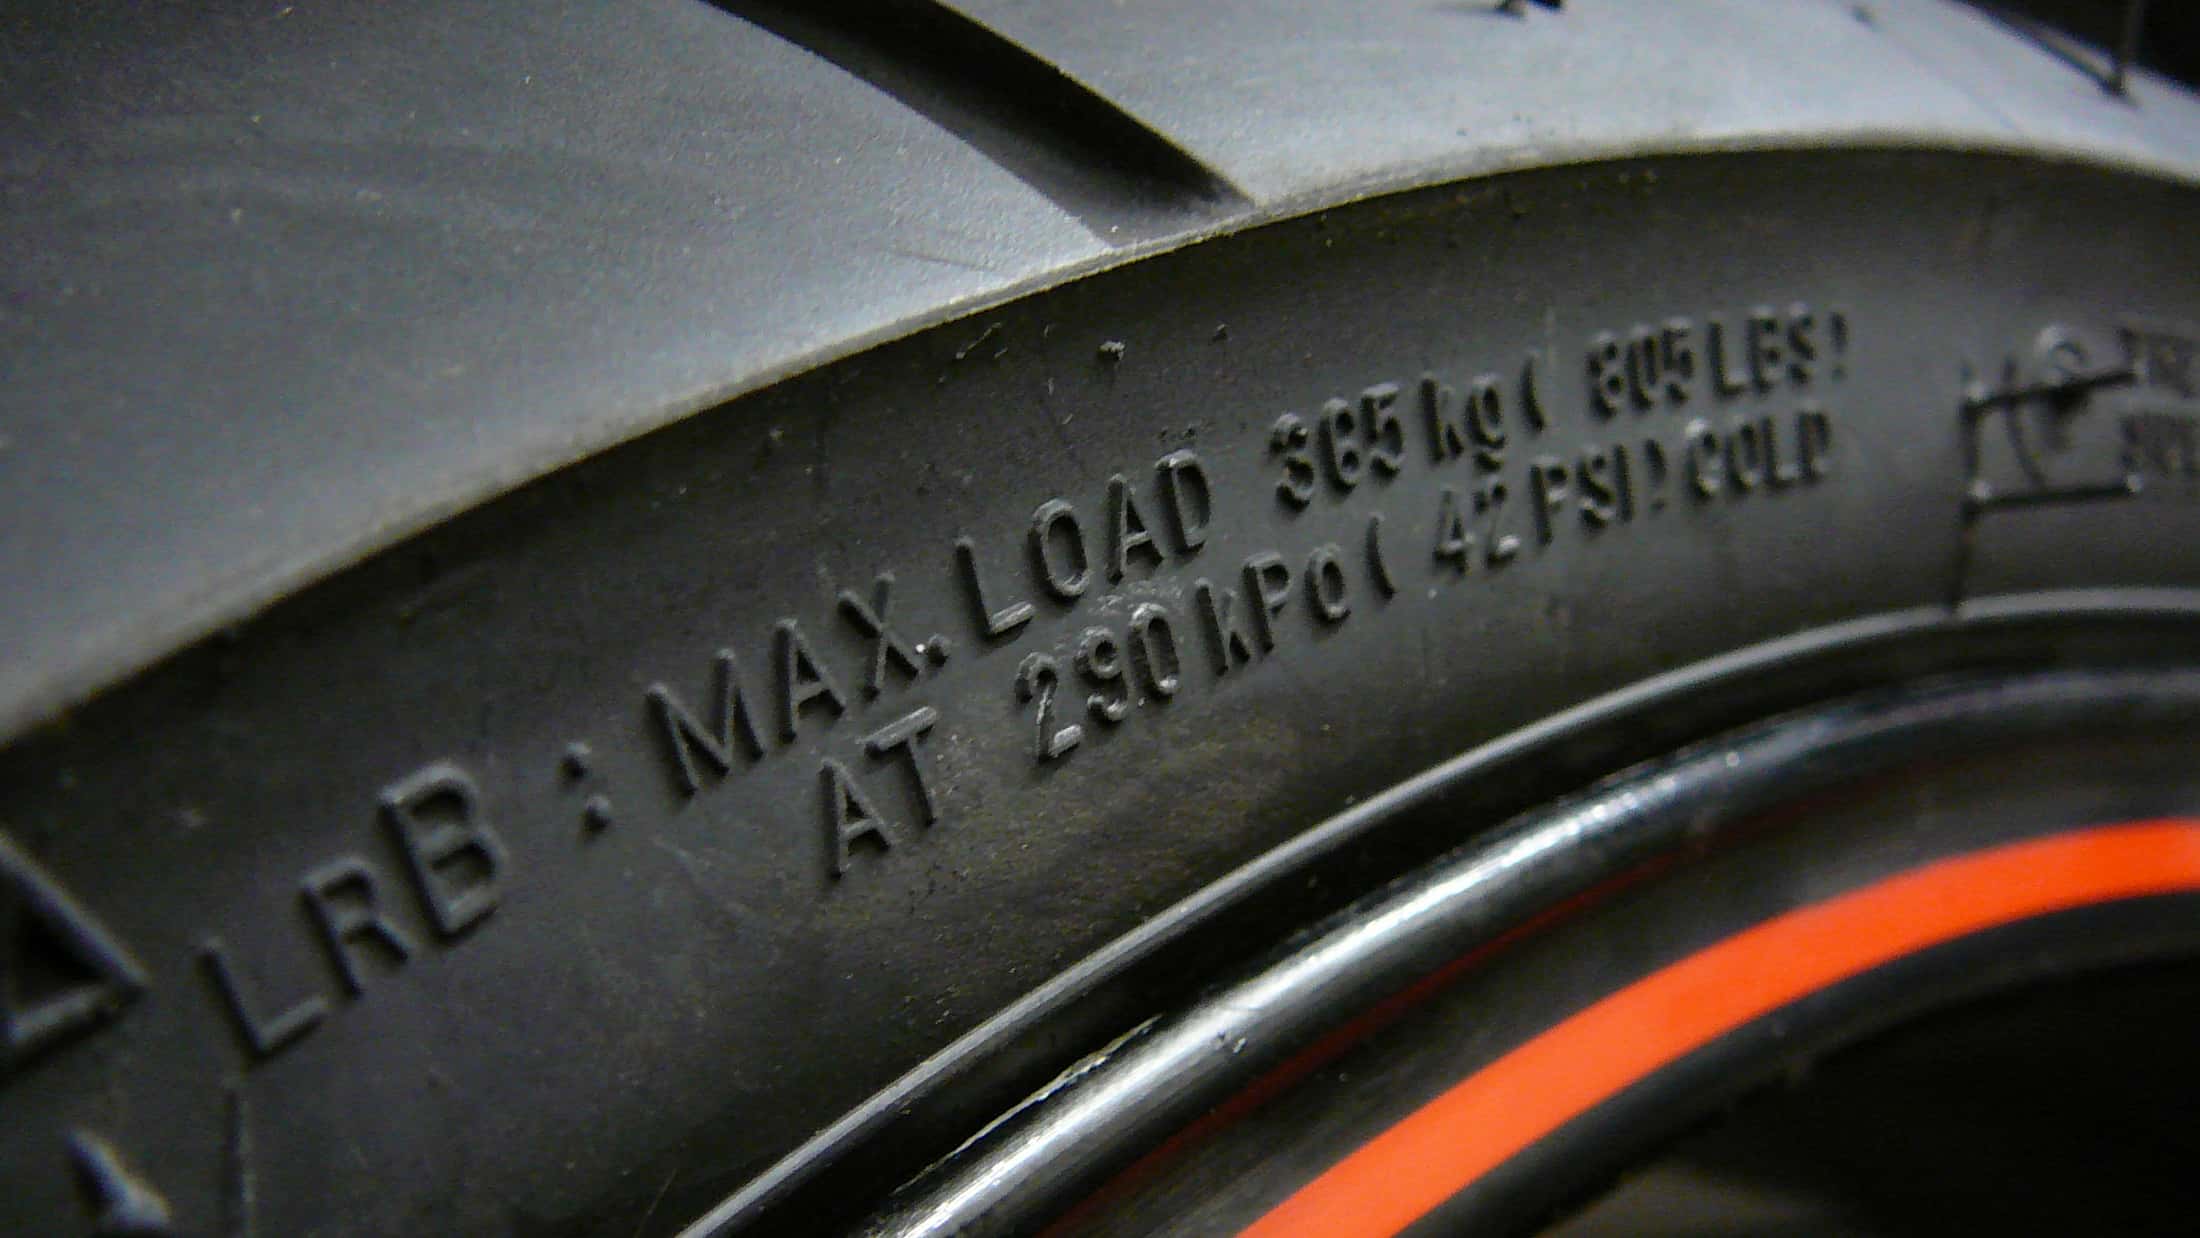 LRB : MAX. LOAD 365 kg ( 805 LBS )
AT 290 kPa ( 42 PSI ) COLD